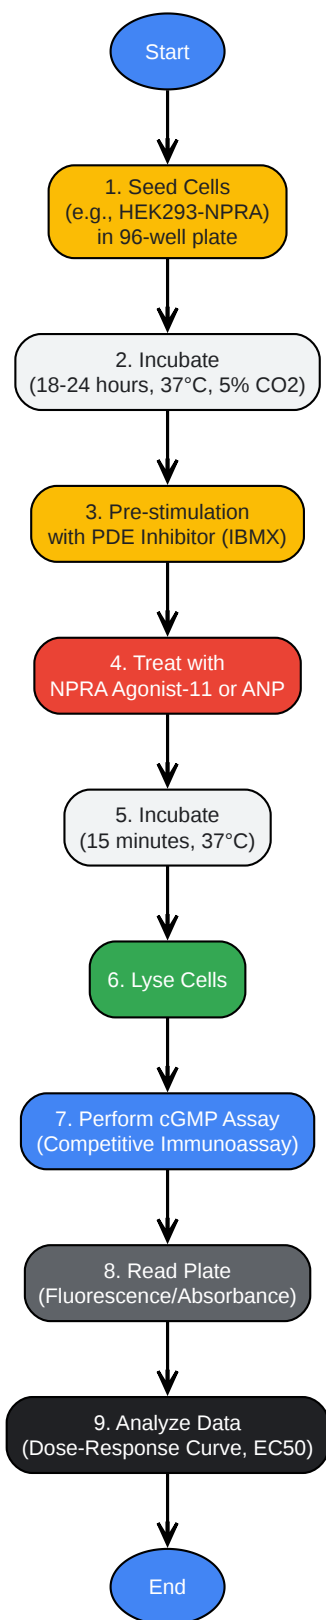 Start
1. Seed Cells
(e.g., HEK293-NPRA)
in 96-well plate
2. Incubate
(18-24 hours, 37°C, 5% CO2)
3. Pre-stimulation
with PDE Inhibitor (IBMX)
4. Treat with
NPRA Agonist-11 or ANP
5. Incubate
(15 minutes, 37°C)
6. Lyse Cells
7. Perform cGMP Assay
(Competitive Immunoassay)
8. Read Plate
(Fluorescence/Absorbance)
9. Analyze Data
(Dose-Response Curve, EC50)
End